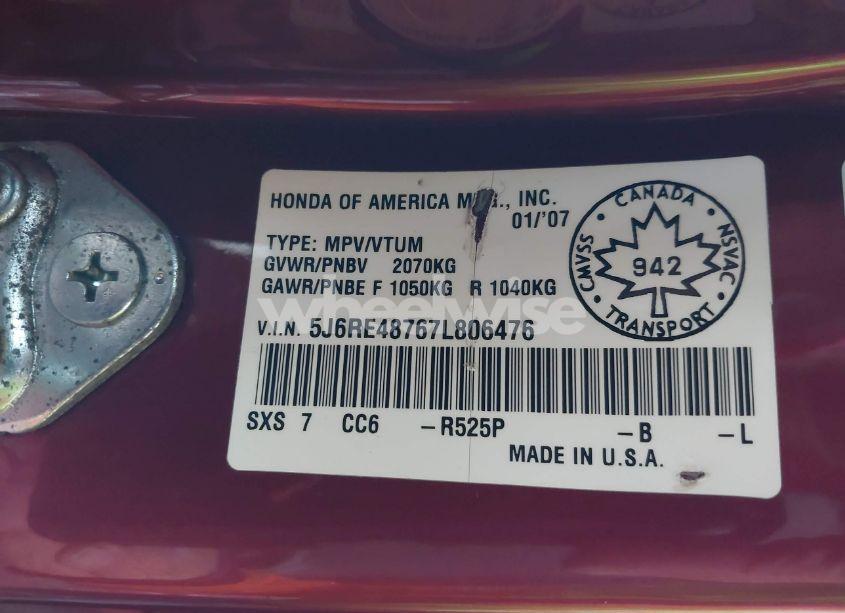 HONDA OF AMERICA MFG., INC.
01/'07
TYPE: MPV/VTUM
GVWR/PNBV 2070KG
GAWR/PNBE F 1050KG R 1040KG
V.I.N. 5J6RE48767L806476
SXS 7 CC6 -R525P -B -L
MADE IN U.S.A.
CANADA
CMVSS NSVAC
942
TRANSPORT
wheelwise